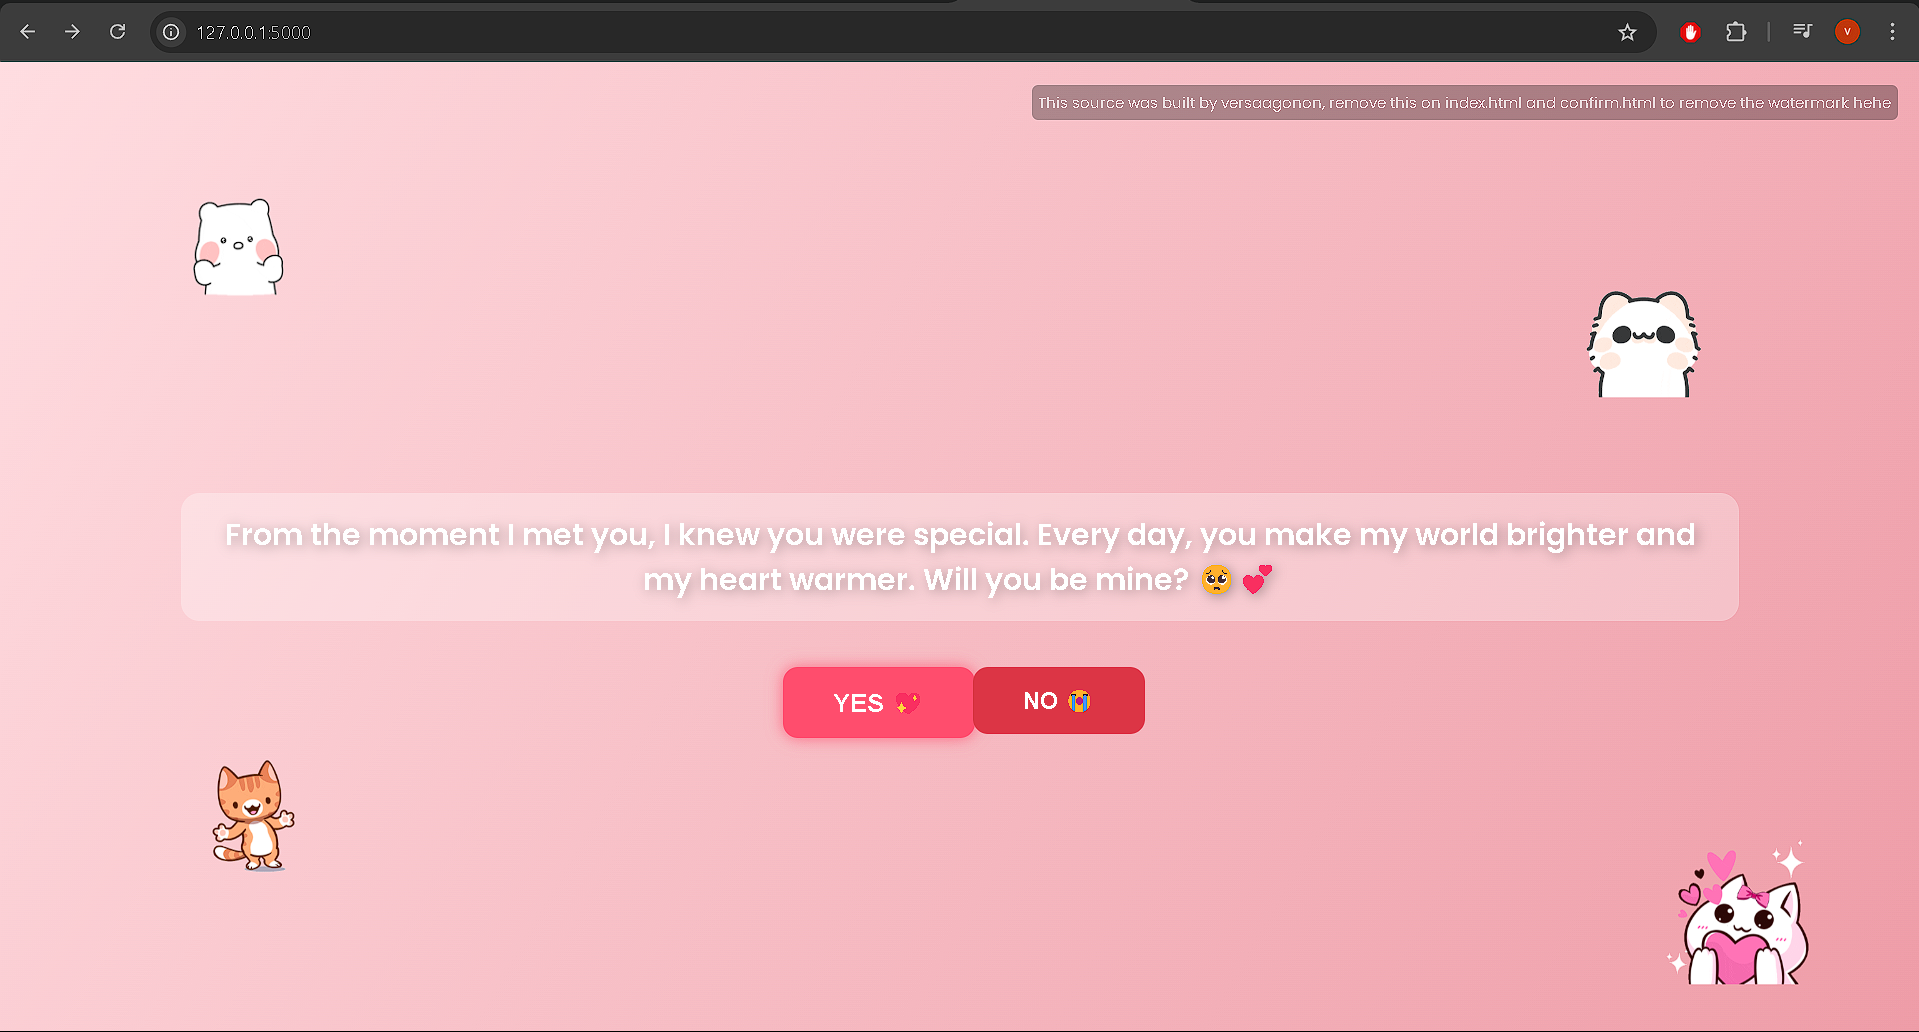 127.0.0.1:5000
V
This source was built by versaagonon, remove this on index.html and confirm.html to remove the watermark hehe
From the moment I met you, I knew you were special. Every day, you make my world brighter and
my heart warmer. Will you be mine? 🥺 💕
YES 💖
NO 😭